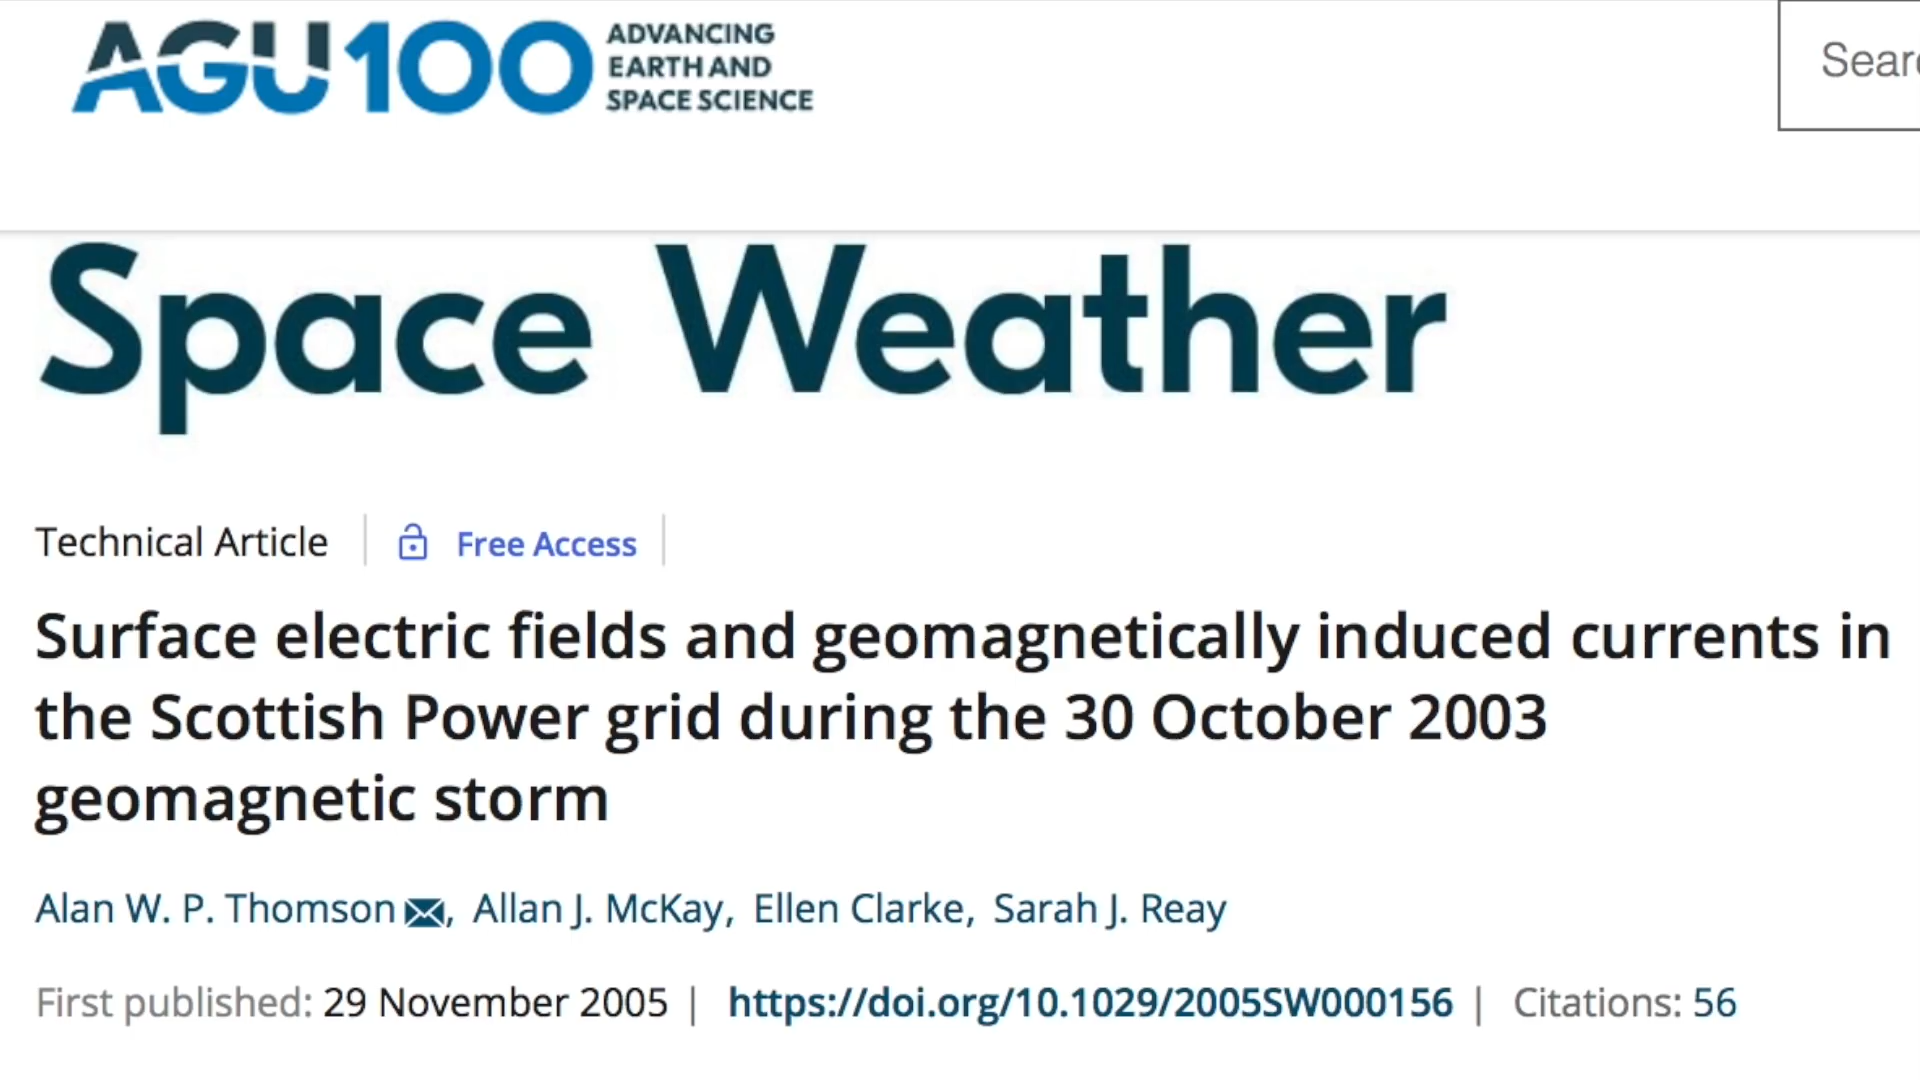 AGU100 ADVANCING
EARTH AND
SPACE SCIENCE
Space Weather
Technical Article | Free Access |
Surface electric fields and geomagnetically induced currents in
the Scottish Power grid during the 30 October 2003
geomagnetic storm
Alan W. P. Thomson, Allan J. McKay, Ellen Clarke, Sarah J. Reay
First published: 29 November 2005 | https://doi.org/10.1029/2005SW000156 | Citations: 56